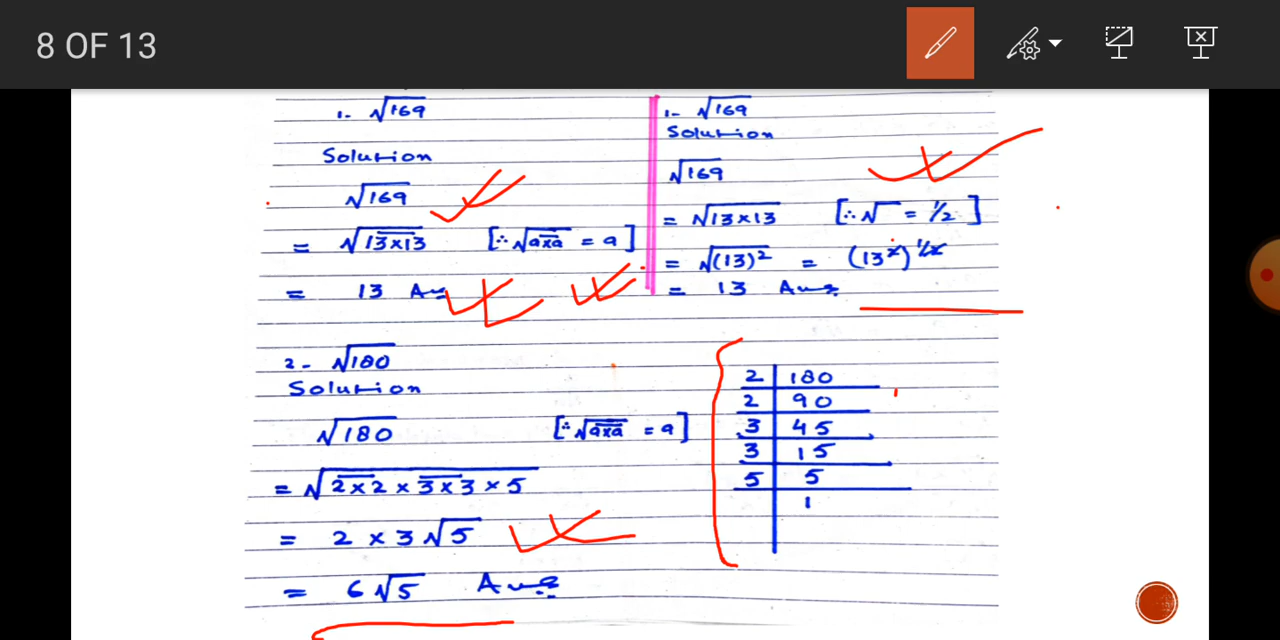 8 OF 13
1- √169
Solution
√169
= √13×13 [∴√a×a = a]
= 13 Ans
1- √169
Solution
√169
= √13×13 [∴√ = 1/2]
= √(13)² = (13²)^1/2
= 13 Ans
2- √180
Solution
√180 [∴√a×a = a]
= √2×2×3×3×5
= 2×3√5
= 6√5 Ans
2 | 180
2 | 90
3 | 45
3 | 15
5 | 5
| 1